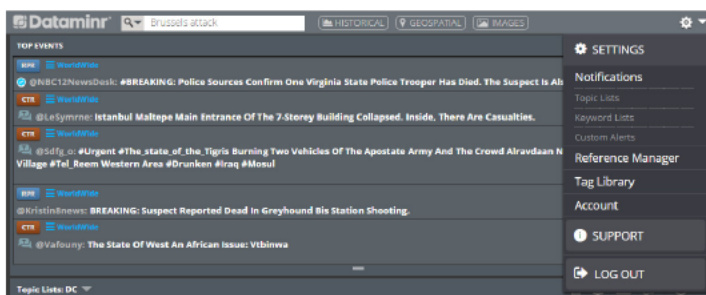 Dataminr
Brussels attack
HISTORICAL
GEOSPATIAL
IMAGES
TOP EVENTS
RPR WorldWide
@NBC12NewsDesk: #BREAKING: Police Sources Confirm One Virginia State Police Trooper Has Died. The Suspect Is Als
CTR WorldWide
@LeSymrne: Istanbul Maltepe Main Entrance Of The 7-Storey Building Collapsed. Inside, There Are Casualties.
CTR WorldWide
@Sdfg_o: #Urgent #The_state_of_the_Tigris Burning Two Vehicles Of The Apostate Army And The Crowd Alravdaan N
Village #Tel_Reem Western Area #Drunken #Iraq #Mosul
WorldWide
@Kristin8news: BREAKING: Suspect Reported Dead In Greyhound Bis Station Shooting.
CTR WorldWide
@Vafouny: The State Of West An African Issue: Vtbinwa
Topic Lists: DC
SETTINGS
Notifications
Topic Lists
Keyword Lists
Custom Alerts
Reference Manager
Tag Library
Account
SUPPORT
LOG OUT